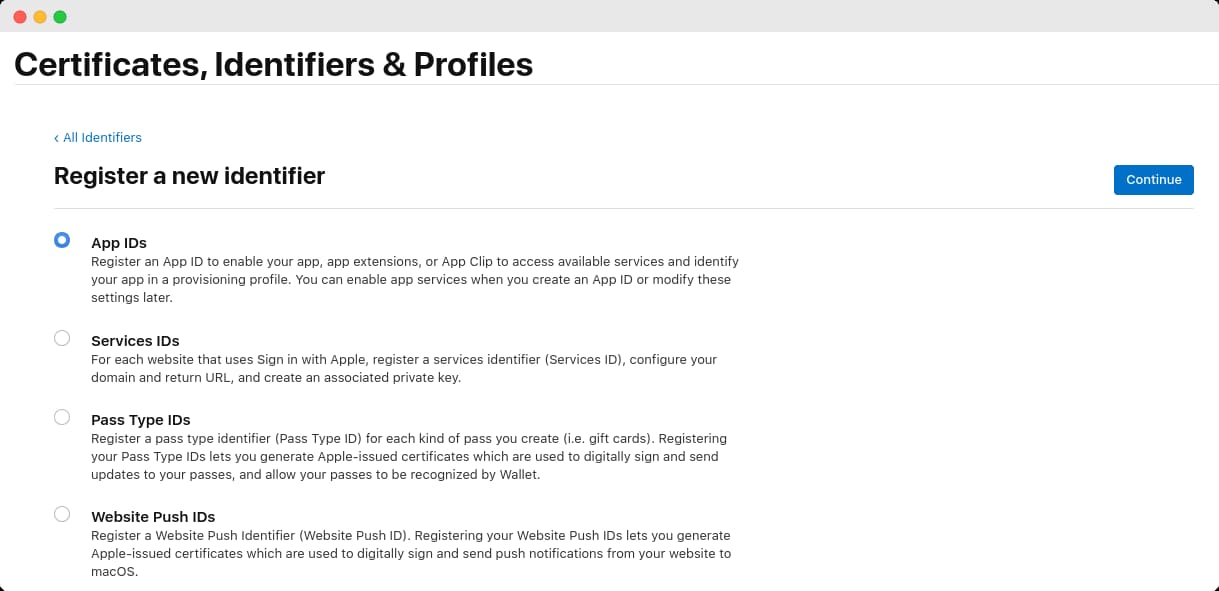 Certificates, Identifiers & Profiles
‹ All Identifiers
Register a new identifier
Continue
App IDs
Register an App ID to enable your app, app extensions, or App Clip to access available services and identify
your app in a provisioning profile. You can enable app services when you create an App ID or modify these
settings later.
Services IDs
For each website that uses Sign in with Apple, register a services identifier (Services ID), configure your
domain and return URL, and create an associated private key.
Pass Type IDs
Register a pass type identifier (Pass Type ID) for each kind of pass you create (i.e. gift cards). Registering
your Pass Type IDs lets you generate Apple-issued certificates which are used to digitally sign and send
updates to your passes, and allow your passes to be recognized by Wallet.
Website Push IDs
Register a Website Push Identifier (Website Push ID). Registering your Website Push IDs lets you generate
Apple-issued certificates which are used to digitally sign and send push notifications from your website to
macOS.